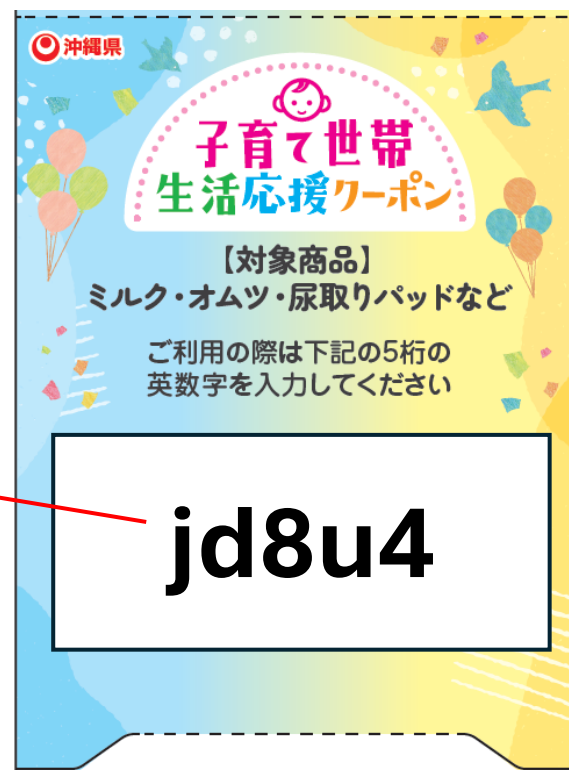 沖縄県
子育て世帯
生活応援クーポン
【対象商品】
ミルク・オムツ・尿取りパッドなど
ご利用の際は下記の5桁の
英数字を入力してください
jd8u4